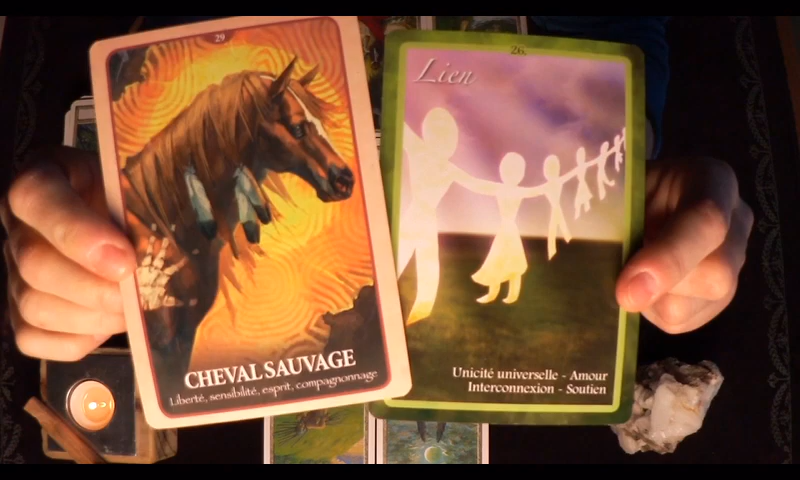 29
CHEVAL SAUVAGE
Liberté, sensibilité, esprit, compagnonnage
26.
Lien
Unicité universelle - Amour
Interconnexion - Soutien